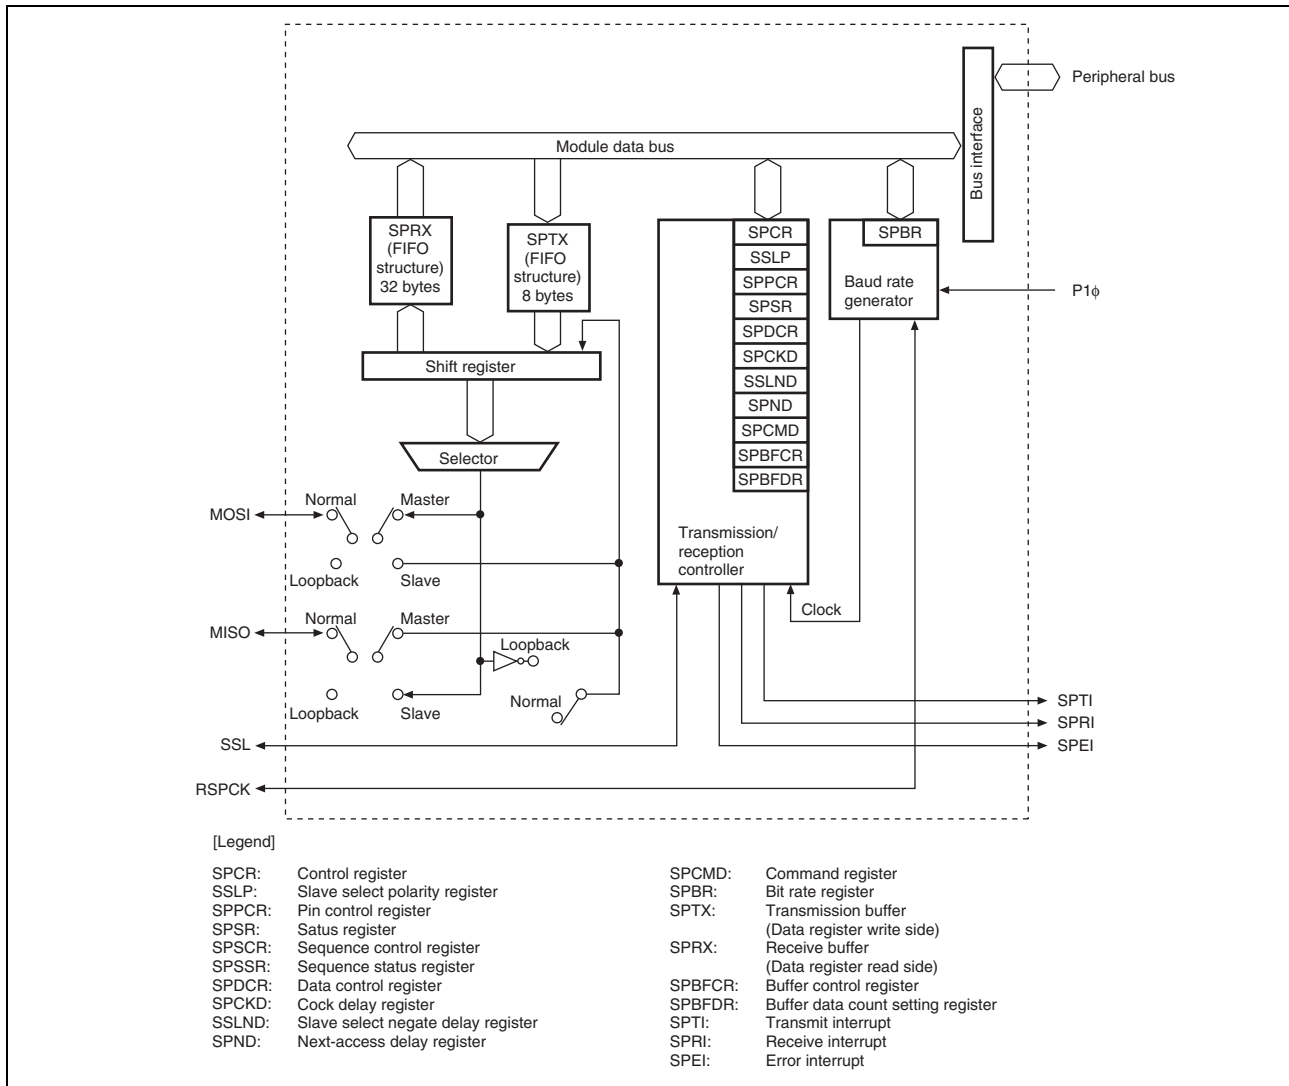 Peripheral bus
Bus interface
Module data bus
SPRX
(FIFO
structure)
32 bytes
SPTX
(FIFO
structure)
8 bytes
SPCR
SSLP
SPPCR
SPSR
SPDCR
SPCKD
SSLND
SPND
SPCMD
SPBFCR
SPBFDR
SPBR
Baud rate
generator
P1ϕ
Shift register
Selector
Transmission/
reception
controller
Clock
MOSI
Normal
Master
Loopback
Slave
MISO
Normal
Master
Loopback
Loopback
Slave
Normal
SSL
RSPCK
SPTI
SPRI
SPEI
[Legend]
SPCR: Control register
SSLP: Slave select polarity register
SPPCR: Pin control register
SPSR: Satus register
SPSCR: Sequence control register
SPSSR: Sequence status register
SPDCR: Data control register
SPCKD: Cock delay register
SSLND: Slave select negate delay register
SPND: Next-access delay register
SPCMD: Command register
SPBR: Bit rate register
SPTX: Transmission buffer
(Data register write side)
SPRX: Receive buffer
(Data register read side)
SPBFCR: Buffer control register
SPBFDR: Buffer data count setting register
SPTI: Transmit interrupt
SPRI: Receive interrupt
SPEI: Error interrupt